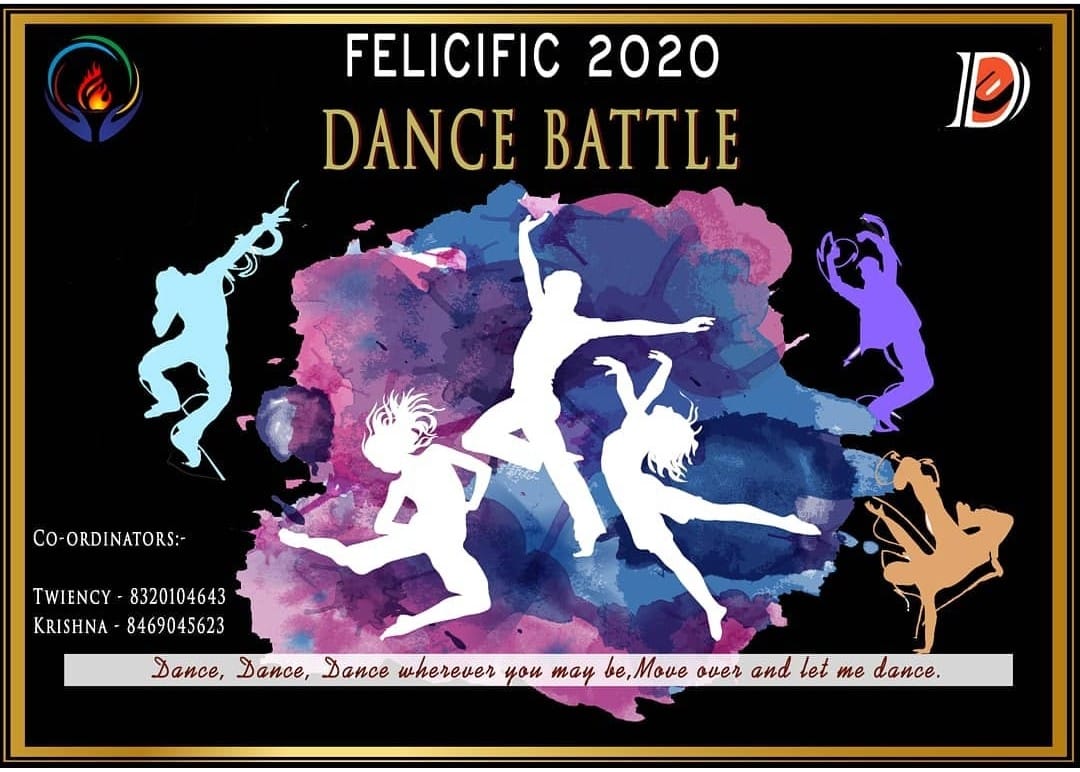 FELICIFIC 2020
DANCE BATTLE
CO-ORDINATORS:-
TWIENCY - 8320104643
KRISHNA - 8469045623
Dance, Dance, Dance wherever you may be,Move over and let me dance.